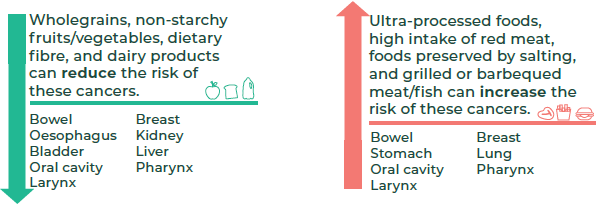 Wholegrains, non-starchy
fruits/vegetables, dietary
fibre, and dairy products
can reduce the risk of
these cancers.
Bowel
Oesophagus
Bladder
Oral cavity
Larynx
Breast
Kidney
Liver
Pharynx
Ultra-processed foods,
high intake of red meat,
foods preserved by salting,
and grilled or barbequed
meat/fish can increase the
risk of these cancers.
Bowel
Stomach
Oral cavity
Larynx
Breast
Lung
Pharynx